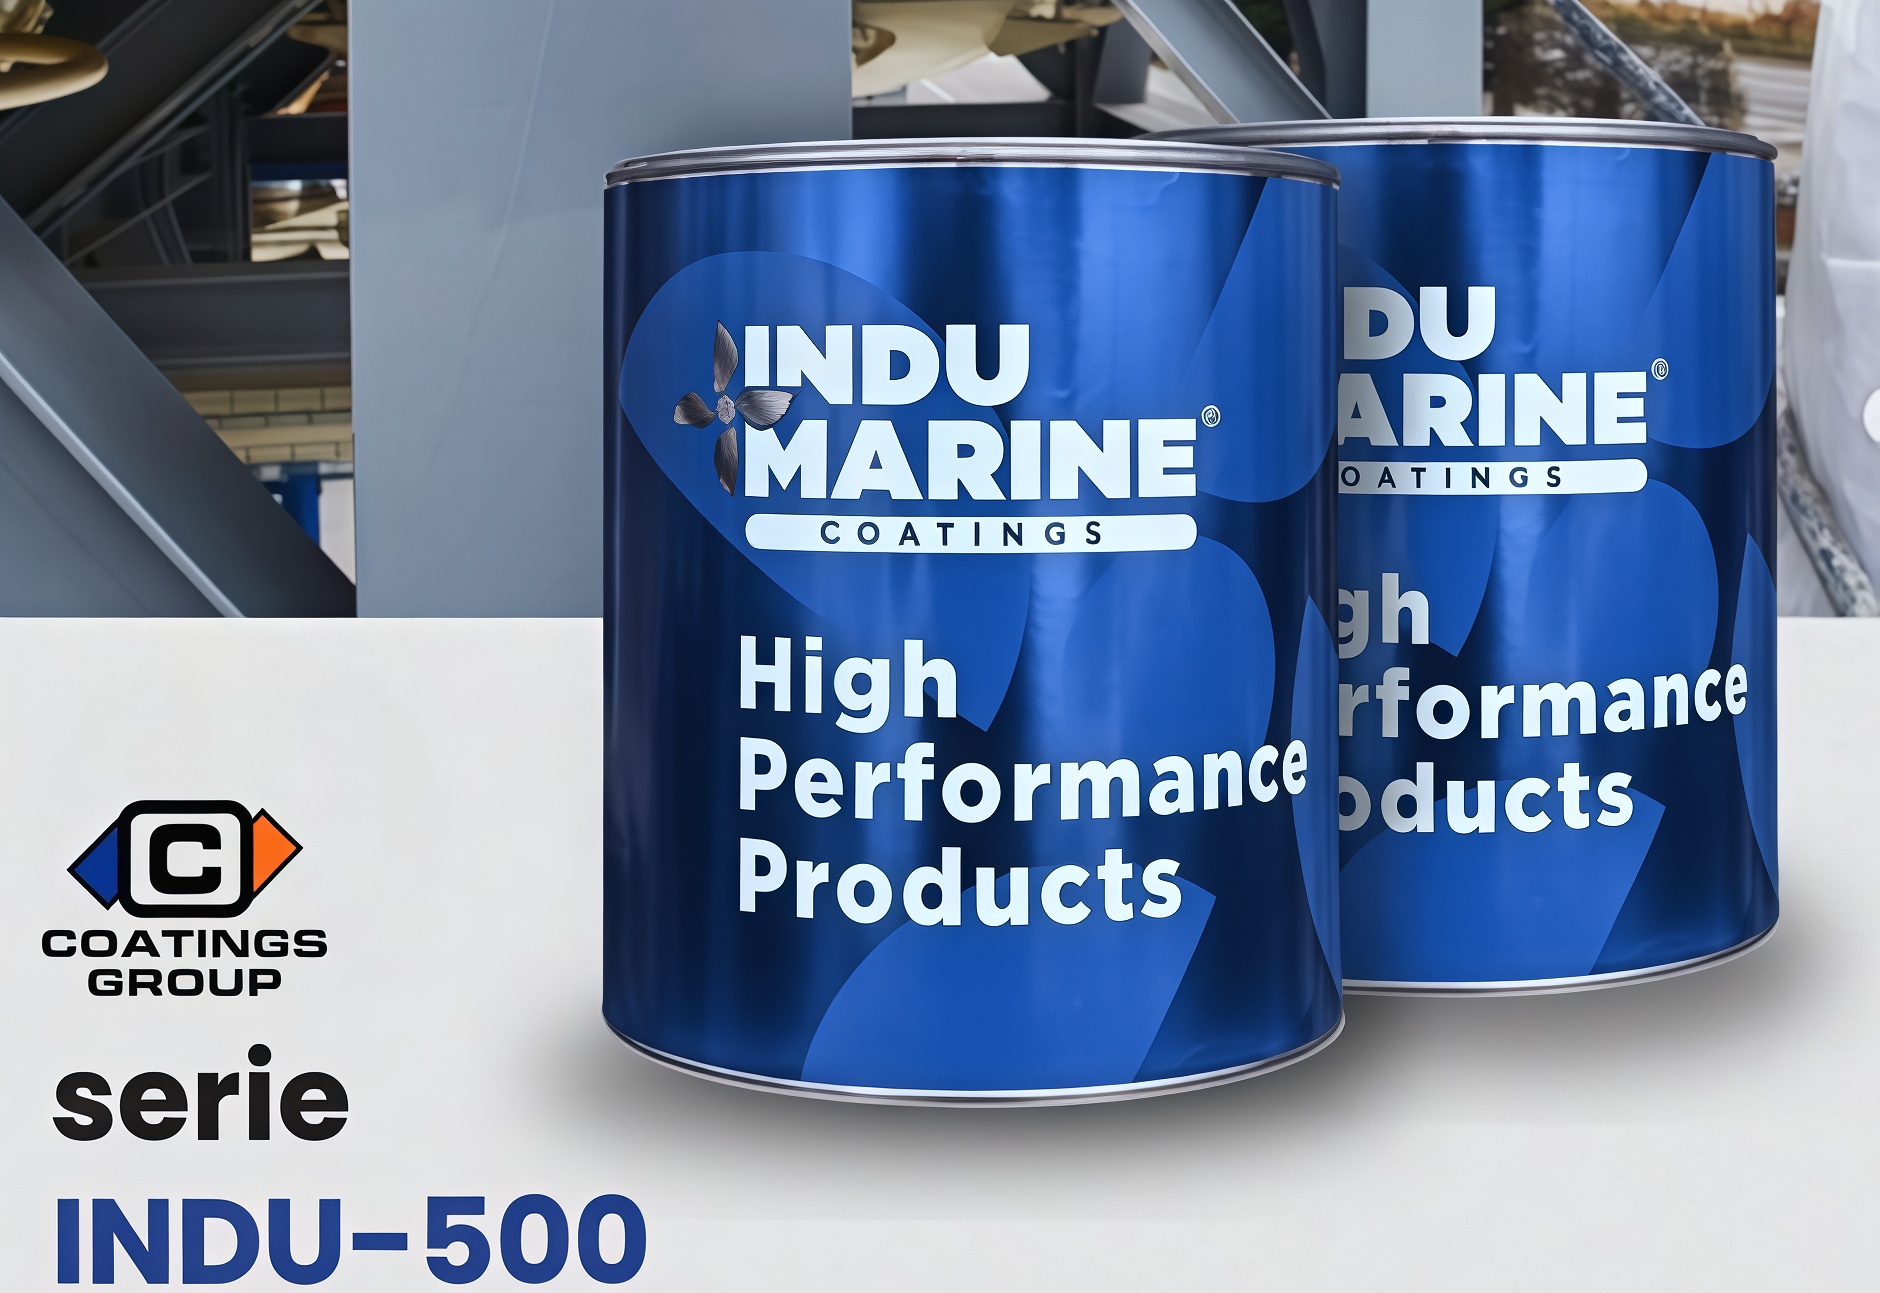 INDU
MARINE®
COATINGS
High
Performance
Products
DU
ARINE®
OATINGS
gh
rformance
oducts
C
COATINGS
GROUP
serie
INDU-500